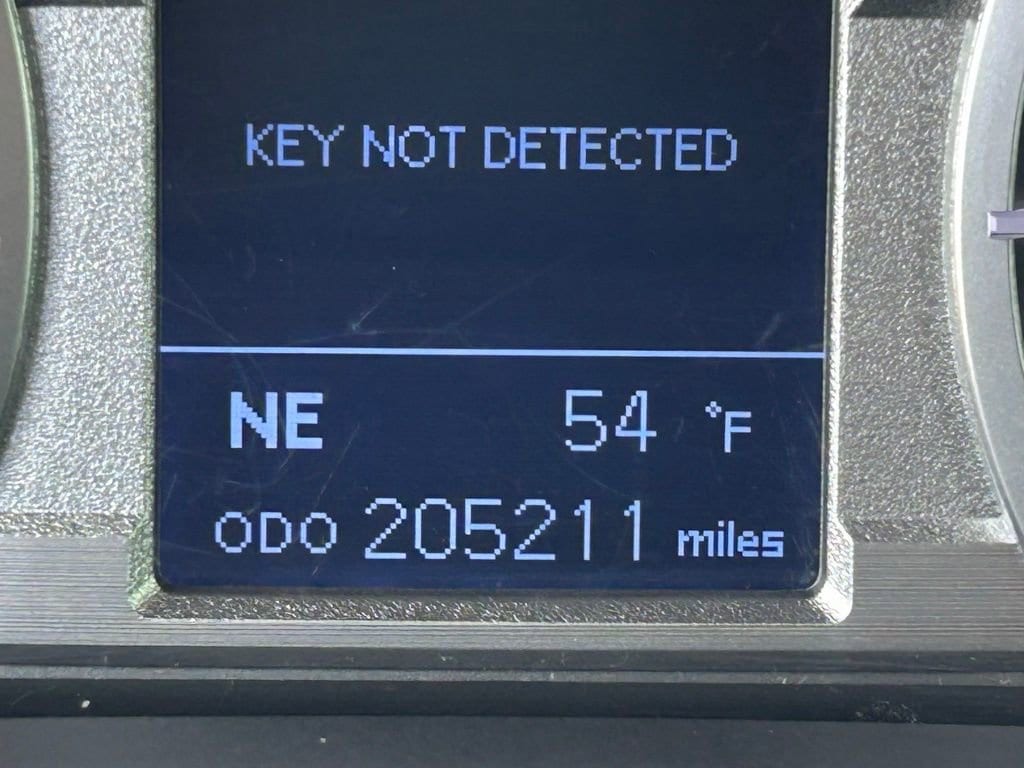 KEY NOT DETECTED
NE 54 °F
ODO 205211 miles